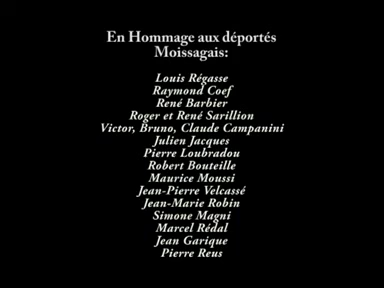 En Hommage aux déportés
Moissagais:
Louis Régasse
Raymond Coef
René Barbier
Roger et René Sarillion
Victor, Bruno, Claude Campanini
Julien Jacques
Pierre Loubradou
Robert Bouteille
Maurice Moussi
Jean-Pierre Velcassé
Jean-Marie Robin
Simone Magni
Marcel Rédal
Jean Garique
Pierre Reus